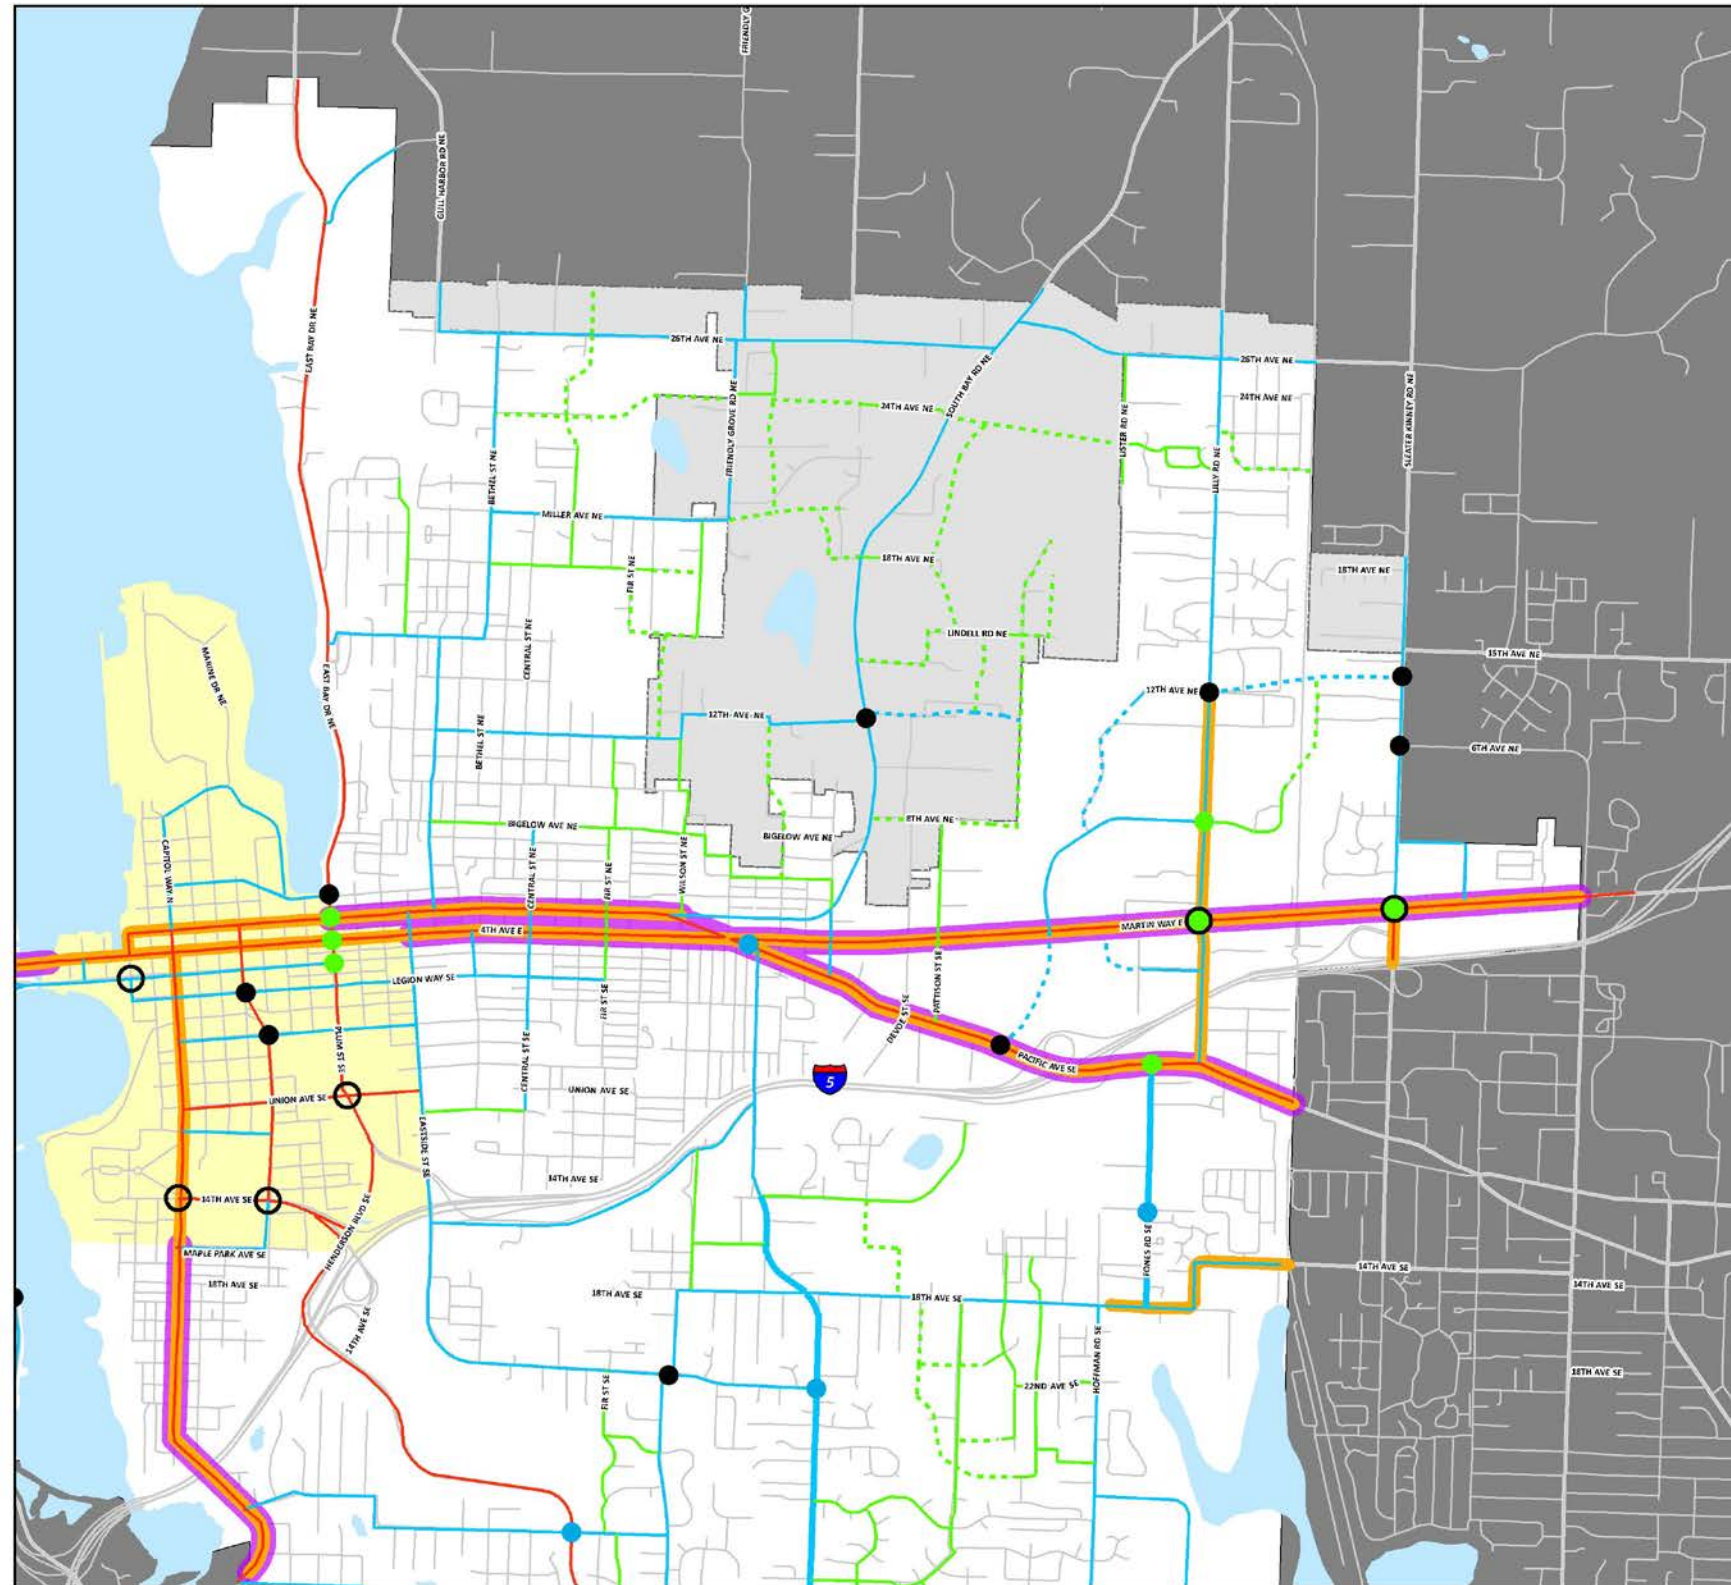 FRIENDLY G
GULL HARBOR RD NE
EAST BAY DR NE
26TH AVE NE
SOUTH BAY RD NE
26TH AVE NE
24TH AVE NE
24TH AVE NE
FRIENDLY GROVE RD NE
LISTER RD NE
SLEATER KINNEY RD NE
BETHEL ST NE
LILLY RD NE
MILLER AVE NE
18TH AVE NE
18TH AVE NE
FIR ST NE
LINDELL RD NE
CENTRAL ST NE
15TH AVE NE
MARINE DR NE
EAST BAY DR NE
12TH AVE NE
12TH AVE NE
BETHEL ST NE
6TH AVE NE
BIGELOW AVE NE
BIGELOW AVE NE
8TH AVE NE
CAPITOL WAY N
CENTRAL ST NE
FIR ST NE
WILSON ST NE
4TH AVE E
MARTIN WAY E
LEGION WAY SE
FIR ST SE
PATTISON ST SE
DEVOE ST SE
PLUM ST SE
CENTRAL ST SE
PACIFIC AVE SE
5
UNION AVE SE
UNION AVE SE
EASTSIDE ST SE
14TH AVE SE
14TH AVE SE
HENDERSON BLVD SE
MAPLE PARK AVE SE
FONES RD SE
14TH AVE SE
14TH AVE SE
18TH AVE SE
18TH AVE SE
18TH AVE SE
14TH AVE SE
HOFFMAN RD SE
18TH AVE SE
FIR ST SE
22ND AVE SE